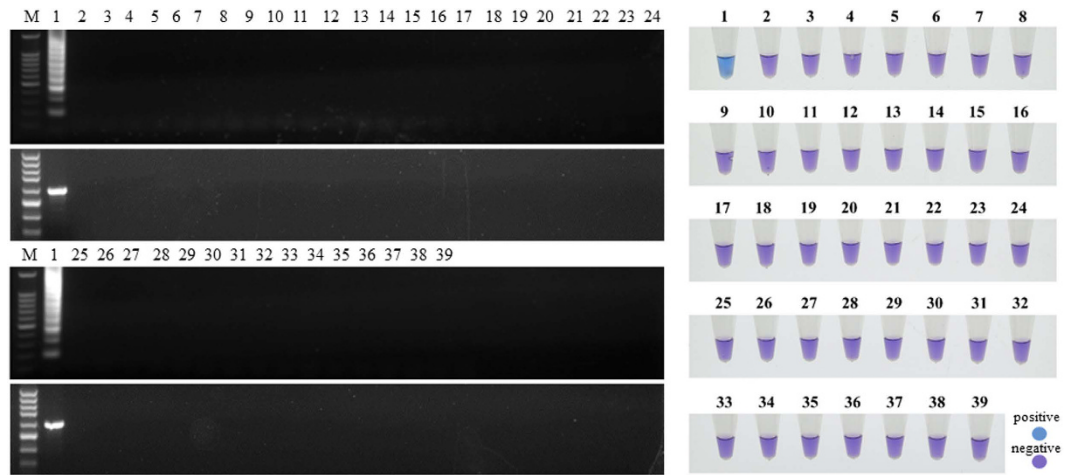 M 1 2 3 4 5 6 7 8 9 10 11 12 13 14 15 16 17 18 19 20 21 22 23 24
M 1 25 26 27 28 29 30 31 32 33 34 35 36 37 38 39
1 2 3 4 5 6 7 8
9 10 11 12 13 14 15 16
17 18 19 20 21 22 23 24
25 26 27 28 29 30 31 32
33 34 35 36 37 38 39
positive
negative